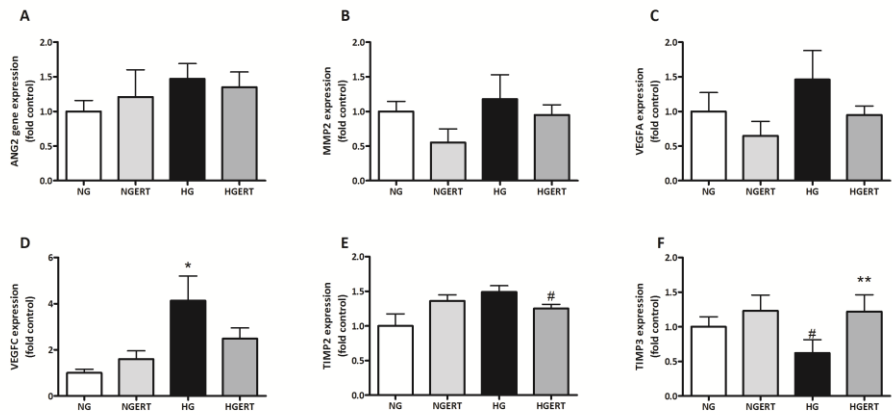 A
ANG2 gene expression
(fold control)
2.0
1.5
1.0
0.5
0.0
NG
NGERT
HG
HGERT
B
MMP2 expression
(fold control)
2.0
1.5
1.0
0.5
0.0
NG
NGERT
HG
HGERT
C
VEGFA expression
(fold control)
2.0
1.5
1.0
0.5
0.0
NG
NGERT
HG
HGERT
D
VEGFC expression
(fold control)
6
4
2
0
*
NG
NGERT
HG
HGERT
E
TIMP2 expression
(fold control)
2.0
1.5
1.0
0.5
0.0
#
NG
NGERT
HG
HGERT
F
TIMP3 expression
(fold control)
2.0
1.5
1.0
0.5
0.0
#
**
NG
NGERT
HG
HGERT